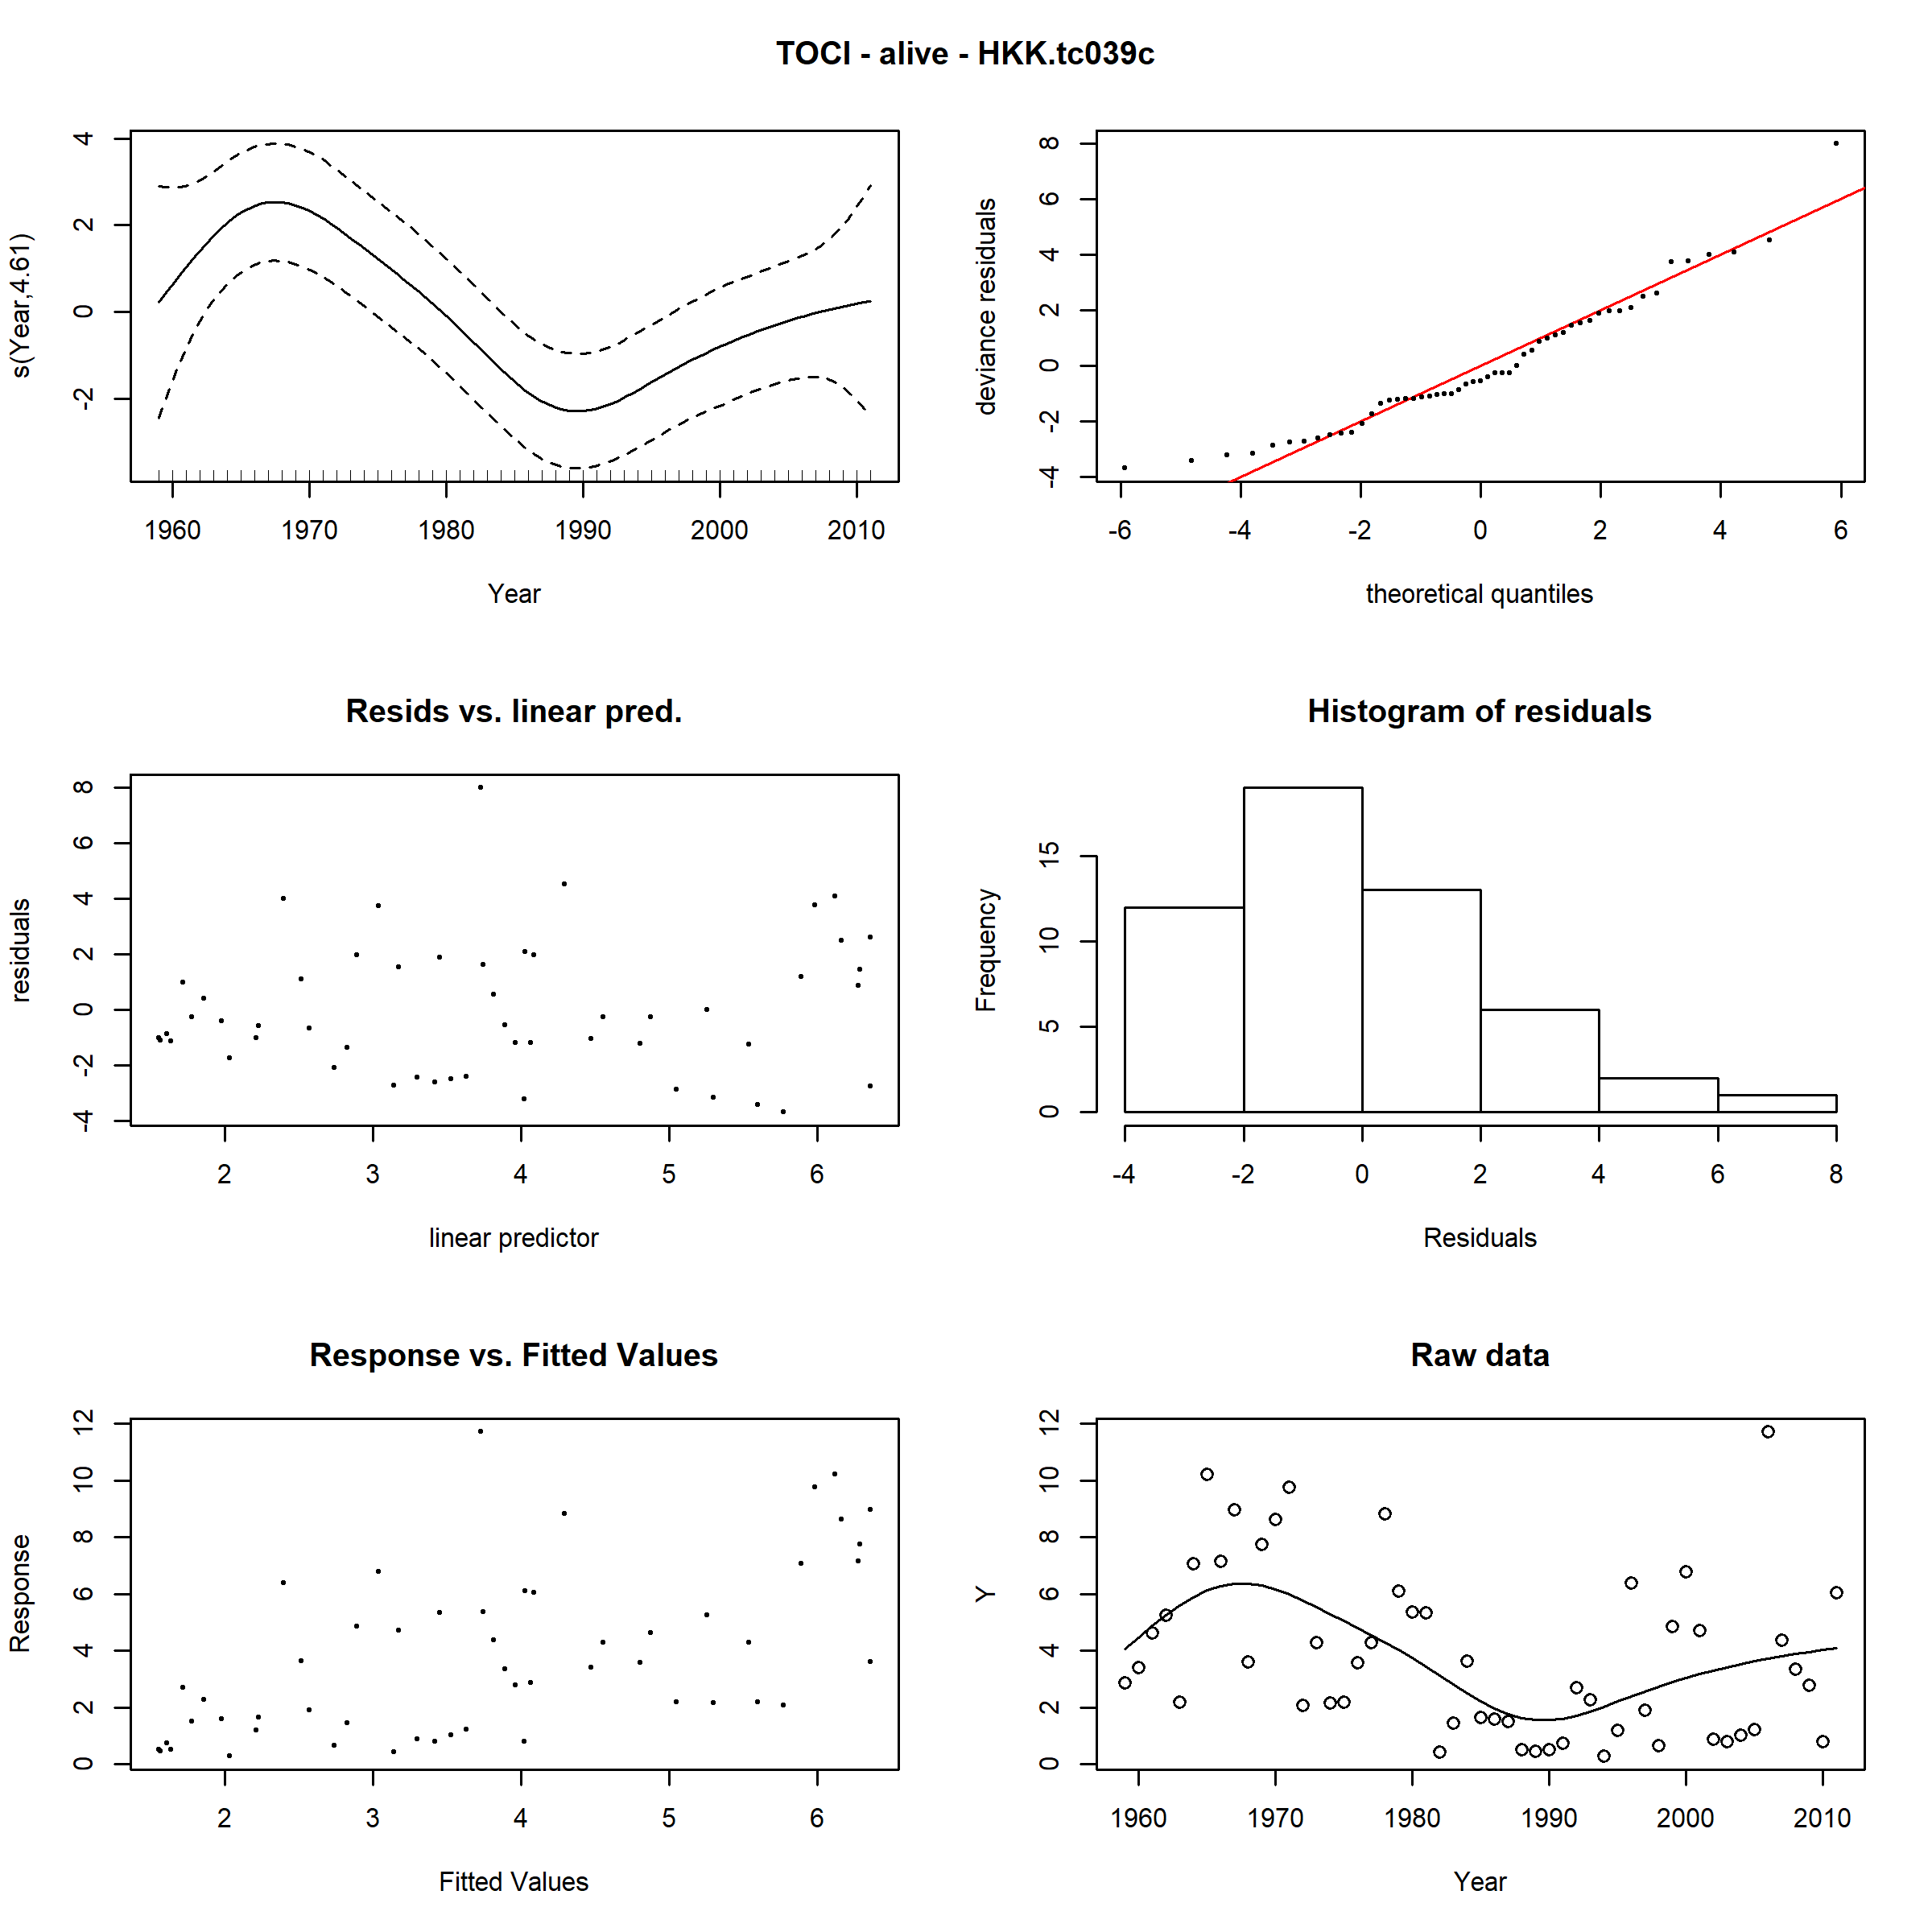 TOCI - alive - HKK.tc039c
s(Year,4.61)
4
2
0
-2
1960 1970 1980 1990 2000 2010
Year
deviance residuals
8
6
4
2
0
-2
-4
-6 -4 -2 0 2 4 6
theoretical quantiles
Resids vs. linear pred.
residuals
8
6
4
2
0
-2
-4
2 3 4 5 6
linear predictor
Histogram of residuals
Frequency
15
10
5
0
-4 -2 0 2 4 6 8
Residuals
Response vs. Fitted Values
Response
12
10
8
6
4
2
0
2 3 4 5 6
Fitted Values
Raw data
Y
12
10
8
6
4
2
0
1960 1970 1980 1990 2000 2010
Year